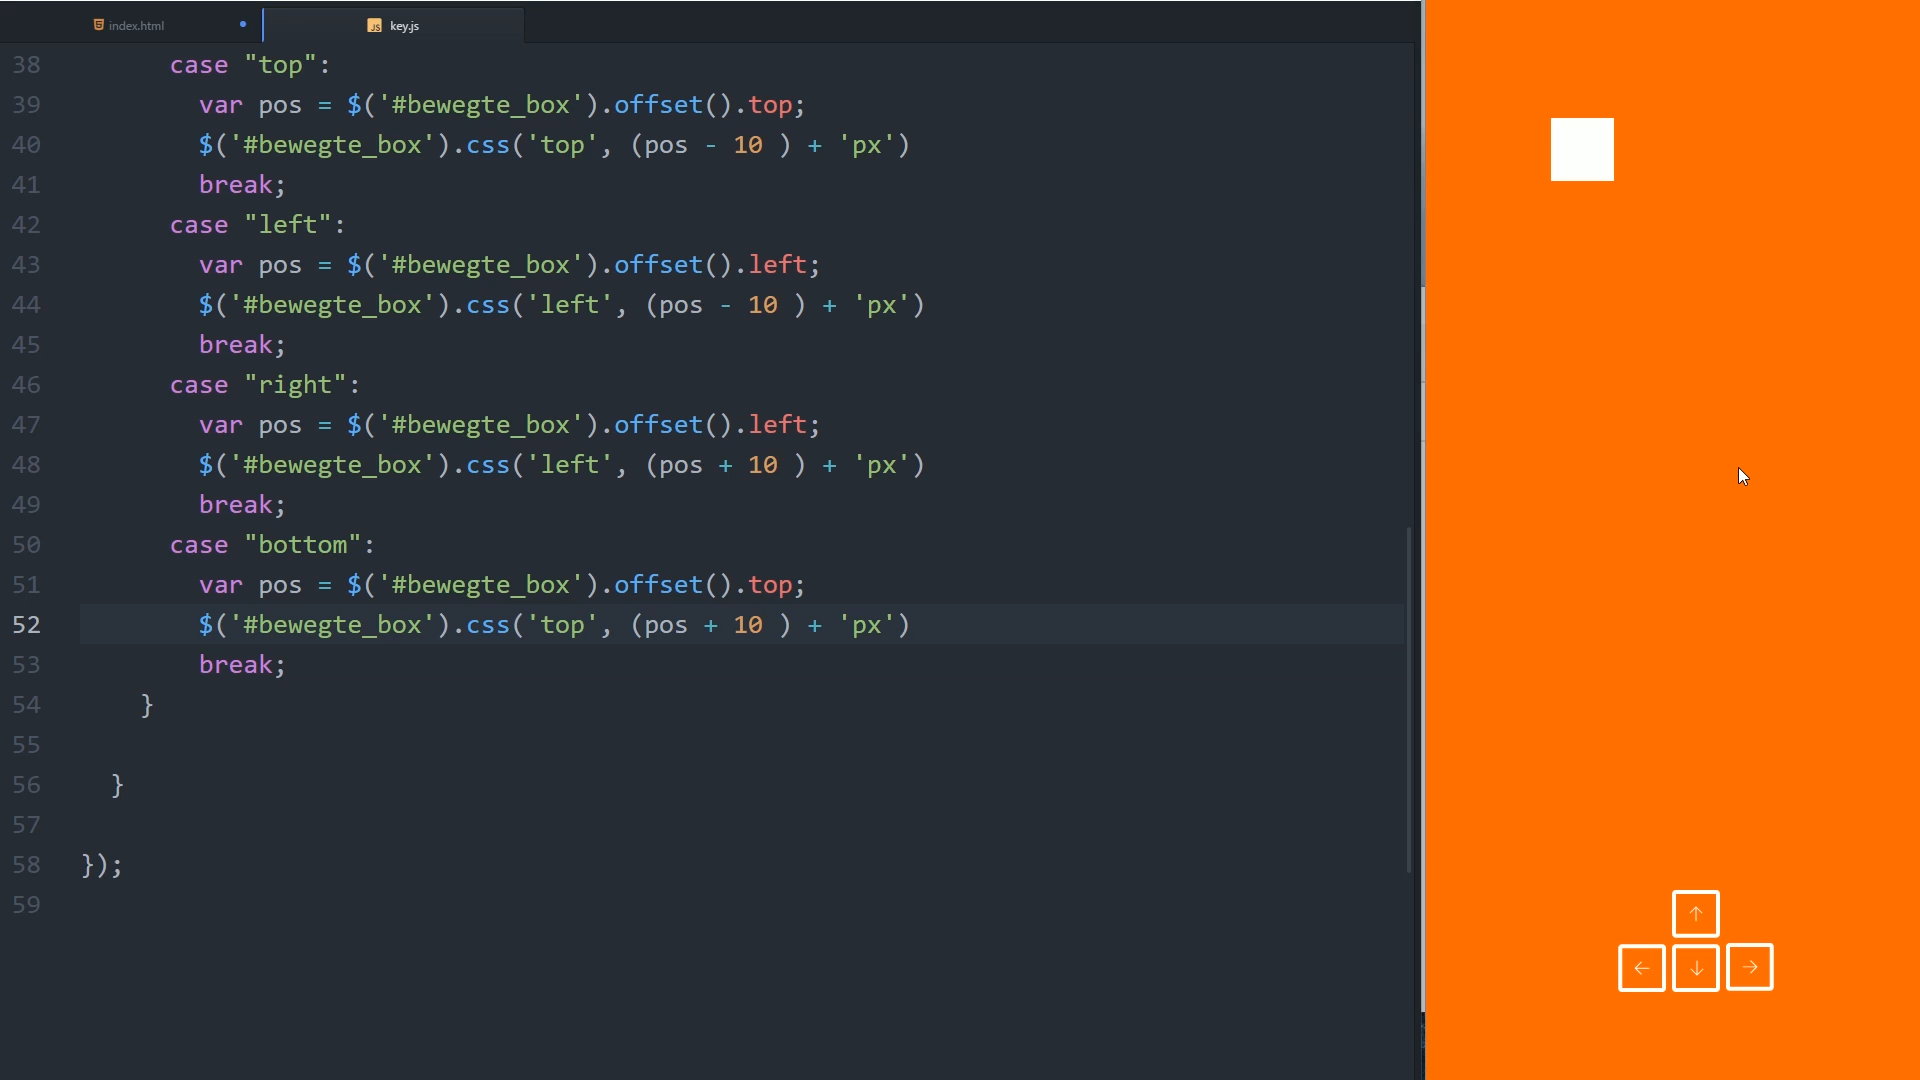 index.html
key.js
38 case "top":
39 var pos = $('#bewegte_box').offset().top;
40 $('#bewegte_box').css('top', (pos - 10 ) + 'px')
41 break;
42 case "left":
43 var pos = $('#bewegte_box').offset().left;
44 $('#bewegte_box').css('left', (pos - 10 ) + 'px')
45 break;
46 case "right":
47 var pos = $('#bewegte_box').offset().left;
48 $('#bewegte_box').css('left', (pos + 10 ) + 'px')
49 break;
50 case "bottom":
51 var pos = $('#bewegte_box').offset().top;
52 $('#bewegte_box').css('top', (pos + 10 ) + 'px')
53 break;
54 }
55
56 }
57
58 });
59
↑
← ↓ →